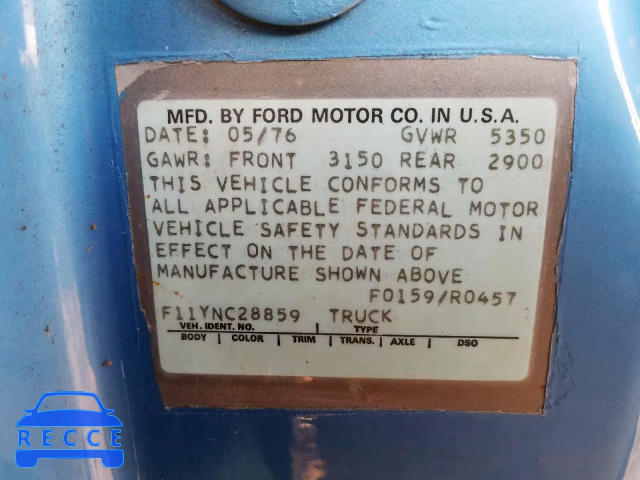 MFD. BY FORD MOTOR CO. IN U.S.A.
DATE: 05/76 GVWR 5350
GAWR: FRONT 3150 REAR 2900
THIS VEHICLE CONFORMS TO
ALL APPLICABLE FEDERAL MOTOR
VEHICLE SAFETY STANDARDS IN
EFFECT ON THE DATE OF
MANUFACTURE SHOWN ABOVE
F0159/R0457
F11YNC28859 TRUCK
VEH. IDENT. NO. TYPE
BODY COLOR TRIM TRANS. AXLE DSO
RECCE